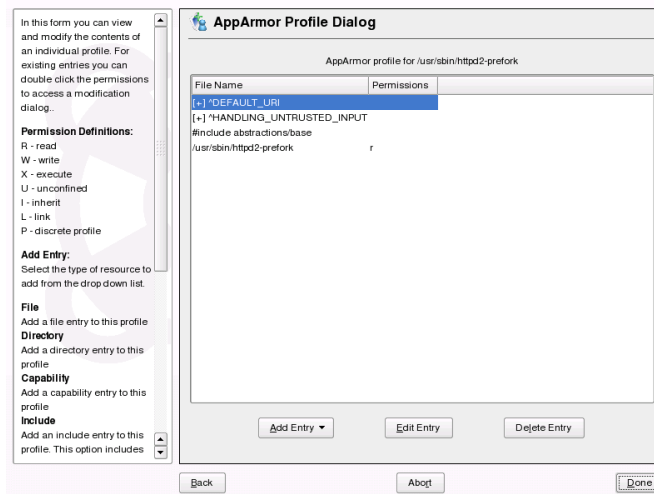 In this form you can view
and modify the contents of
an individual profile. For
existing entries you can
double click the permissions
to access a modification
dialog..
Permission Definitions:
R - read
W - write
X - execute
U - unconfined
I - inherit
L - link
P - discrete profile
Add Entry:
Select the type of resource to
add from the drop down list.
File
Add a file entry to this profile
Directory
Add a directory entry to this
profile
Capability
Add a capability entry to this
profile
Include
Add an include entry to this
profile. This option includes
AppArmor Profile Dialog
AppArmor profile for /usr/sbin/httpd2-prefork
File Name Permissions
[+] ^DEFAULT_URI
[+] ^HANDLING_UNTRUSTED_INPUT
#include abstractions/base
/usr/sbin/httpd2-prefork r
Add Entry Edit Entry Delete Entry
Back Abort Done